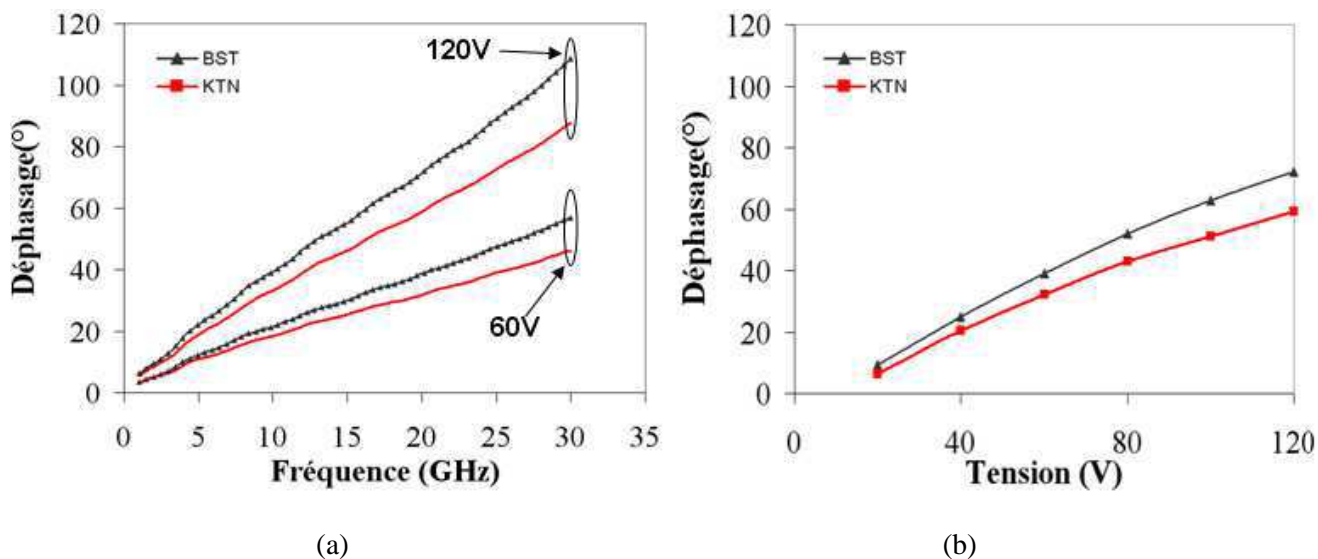 120
100
80
60
40
20
0
Déphasage(°)
BST
KTN
120V
60V
0 5 10 15 20 25 30 35
Fréquence (GHz)
(a)
120
100
80
60
40
20
0
Déphasage(°)
BST
KTN
0 40 80 120
Tension (V)
(b)